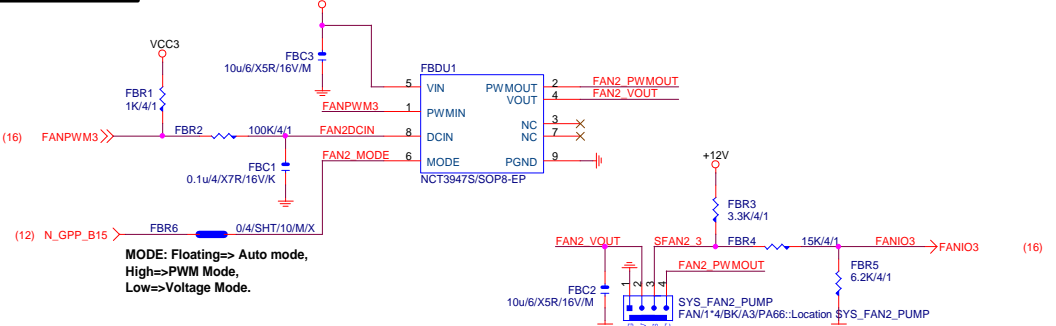 VCC3
FBC3
10u/6/X5R/16V/M
FBDU1
FBR1
1K/4/1
5
VIN
PWMOUT
2
FAN2_PWMOUT
VOUT
4
FAN2_VOUT
FANPWM3
1
PWMIN
NC
3
(16)
FANPWM3
FBR2
100K/4/1
FAN2DCIN
8
DCIN
NC
7
FAN2_MODE
6
MODE
PGND
9
FBC1
0.1u/4/X7R/16V/K
NCT3947S/SOP8-EP
+12V
FBR3
3.3K/4/1
(12)
N_GPP_B15
FBR6
0/4/SHT/10/M/X
MODE: Floating=> Auto mode,
High=>PWM Mode,
Low=>Voltage Mode.
FAN2_VOUT
SFAN2_3
FBR4
15K/4/1
FANIO3
FANIO3
(16)
FAN2_PWMOUT
FBR5
6.2K/4/1
FBC2
10u/6/X5R/16V/M
1
2
3
4
SYS_FAN2_PUMP
FAN/1*4/BK/A3/PA66::Location SYS_FAN2_PUMP